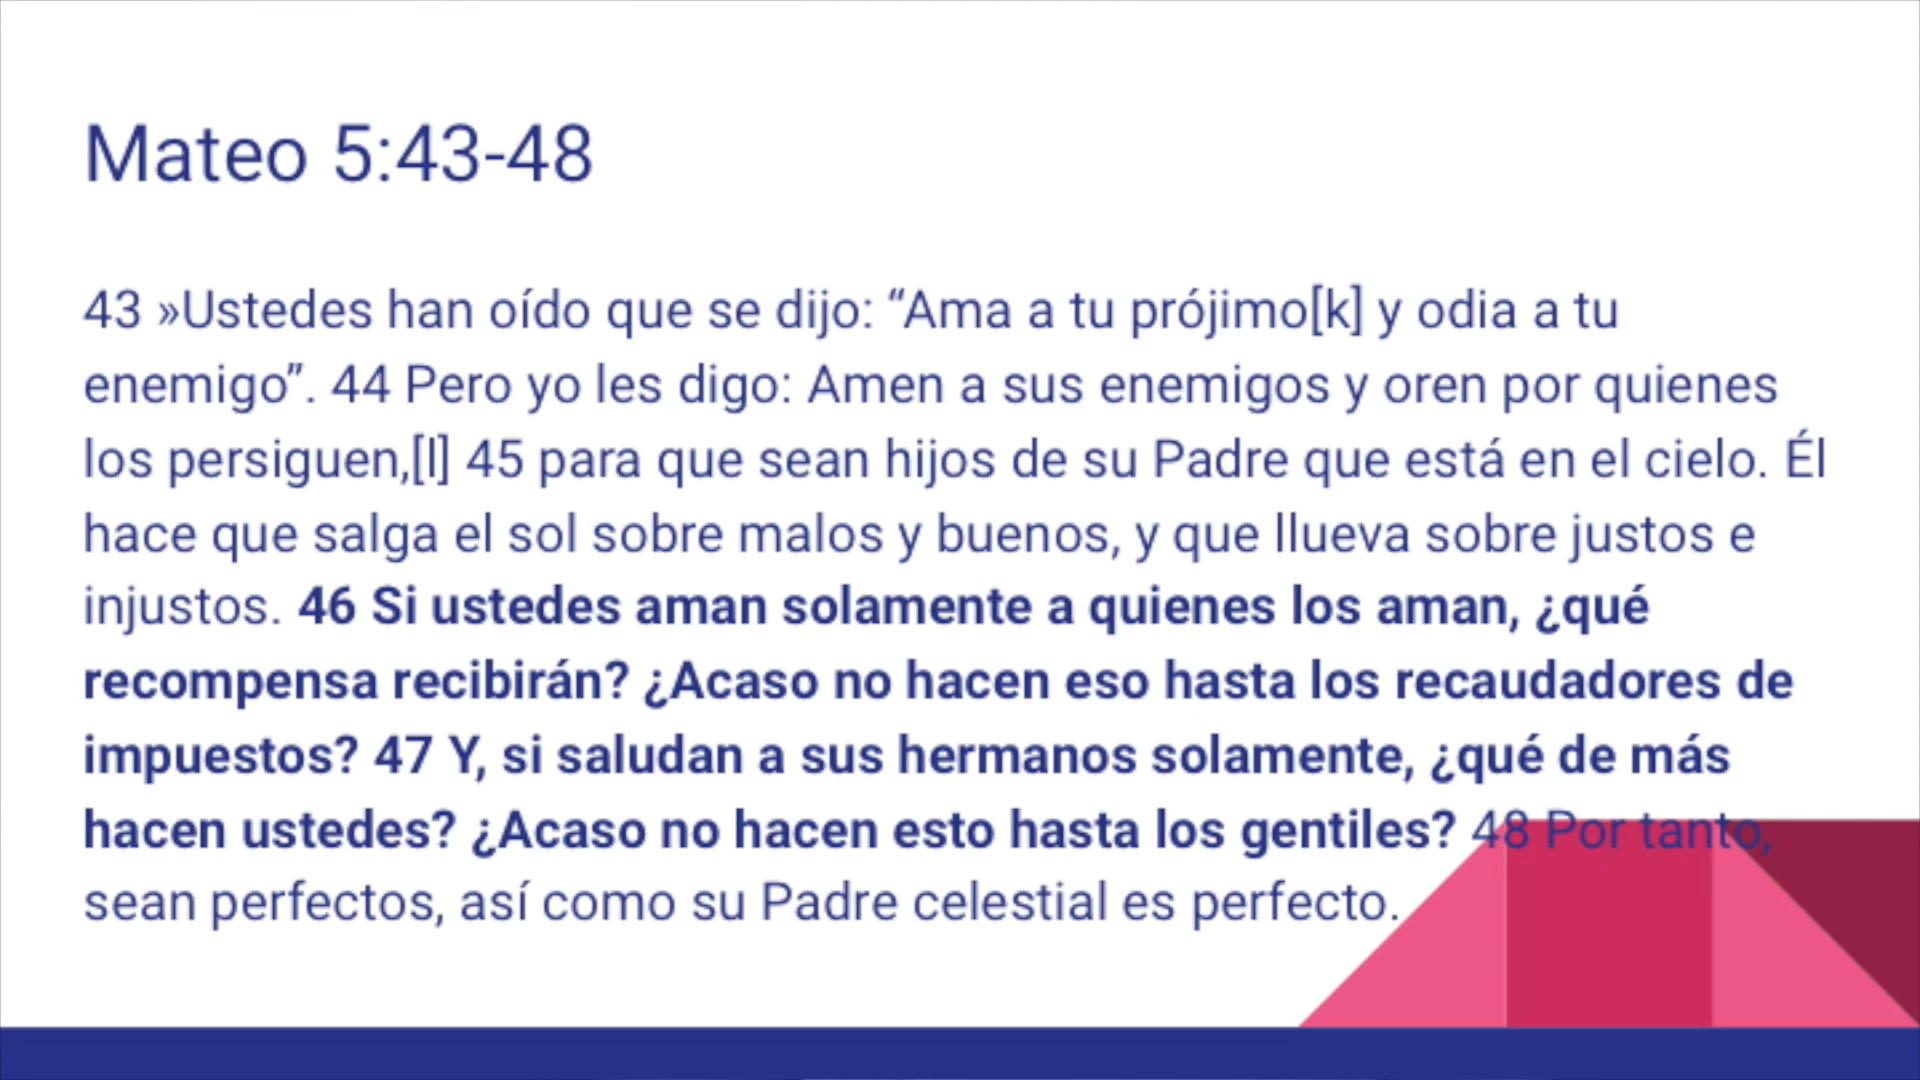 Mateo 5:43-48
43 »Ustedes han oído que se dijo: “Ama a tu prójimo[k] y odia a tu
enemigo”. 44 Pero yo les digo: Amen a sus enemigos y oren por quienes
los persiguen,[l] 45 para que sean hijos de su Padre que está en el cielo. Él
hace que salga el sol sobre malos y buenos, y que llueva sobre justos e
injustos. 46 Si ustedes aman solamente a quienes los aman, ¿qué
recompensa recibirán? ¿Acaso no hacen eso hasta los recaudadores de
impuestos? 47 Y, si saludan a sus hermanos solamente, ¿qué de más
hacen ustedes? ¿Acaso no hacen esto hasta los gentiles? 48 Por tanto,
sean perfectos, así como su Padre celestial es perfecto.